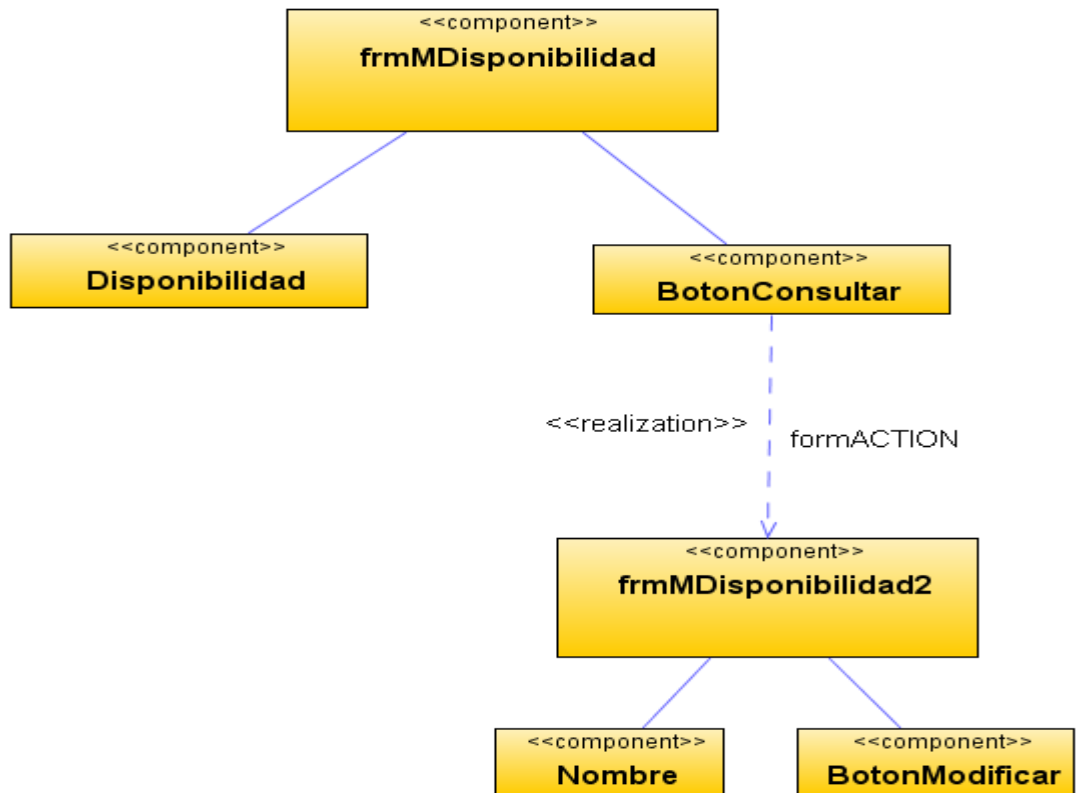 <<component>>
frmMDisponibilidad
<<component>>
Disponibilidad
<<component>>
BotonConsultar
<<realization>>
formACTION
<<component>>
frmMDisponibilidad2
<<component>>
Nombre
<<component>>
BotonModificar